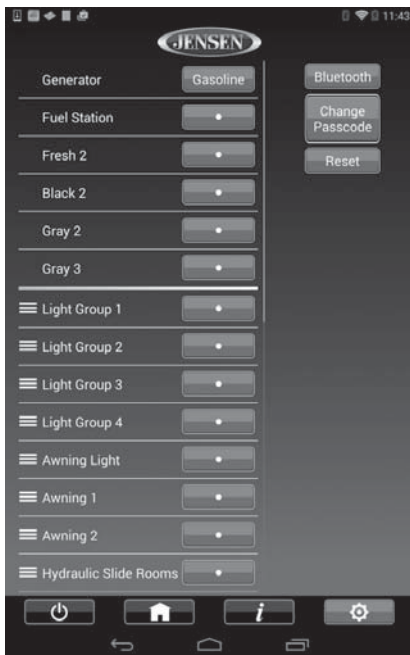 11:43
JENSEN
Generator Gasoline
Bluetooth
Fuel Station
Change
Passcode
Fresh 2
Reset
Black 2
Gray 2
Gray 3
Light Group 1
Light Group 2
Light Group 3
Light Group 4
Awning Light
Awning 1
Awning 2
Hydraulic Slide Rooms
i